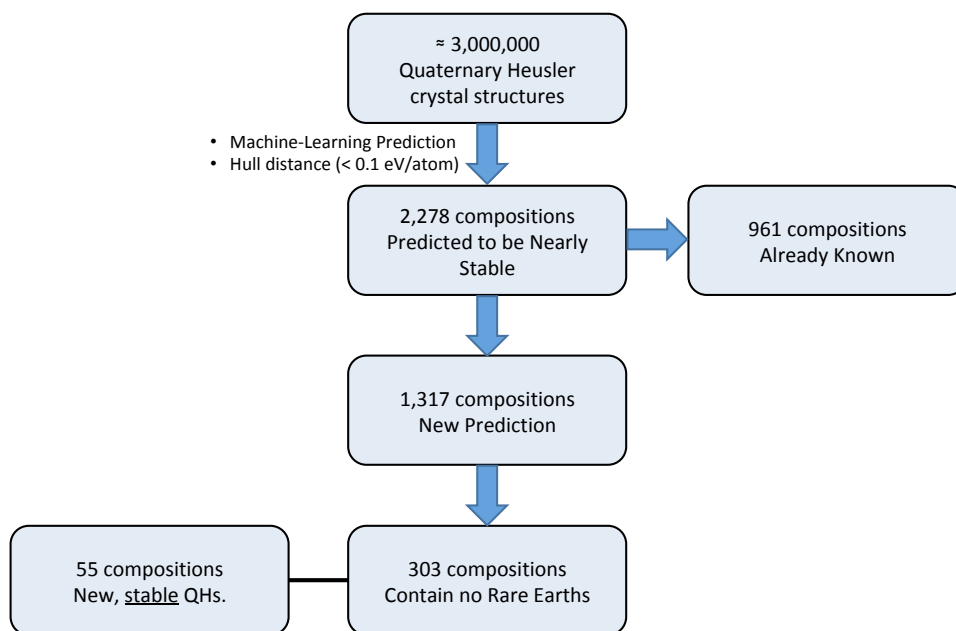 ≈ 3,000,000
Quaternary Heusler
crystal structures
• Machine-Learning Prediction
• Hull distance (< 0.1 eV/atom)
2,278 compositions
Predicted to be Nearly
Stable
961 compositions
Already Known
1,317 compositions
New Prediction
55 compositions
New, stable QHs.
303 compositions
Contain no Rare Earths